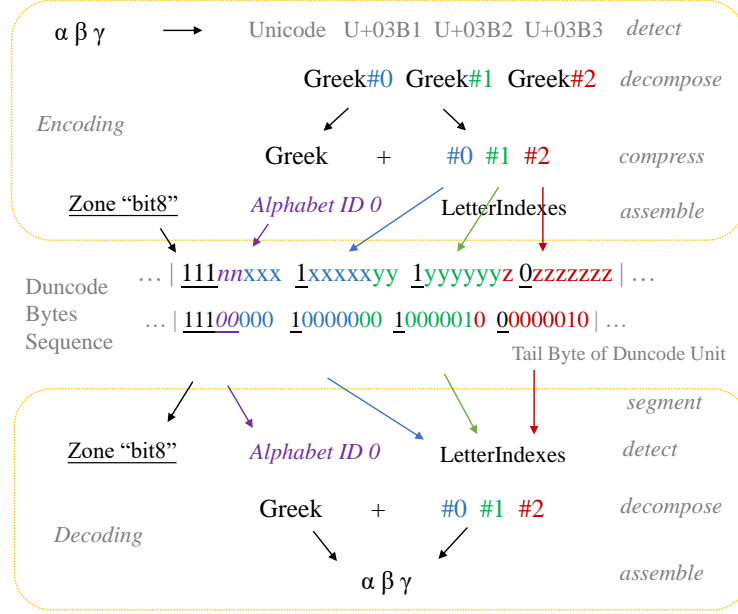 α β γ Unicode U+03B1 U+03B2 U+03B3 detect
Greek#0 Greek#1 Greek#2 decompose
Encoding
Greek + #0 #1 #2 compress
Zone “bit8” Alphabet ID 0 LetterIndexes assemble
… | 111nnxxx 1xxxxxyy 1yyyyyyz 0zzzzzzz | …
Duncode
Bytes
Sequence
… | 11100000 10000000 10000010 00000010 | …
Tail Byte of Duncode Unit
segment
Zone “bit8” Alphabet ID 0 LetterIndexes detect
Greek + #0 #1 #2 decompose
Decoding
α β γ assemble